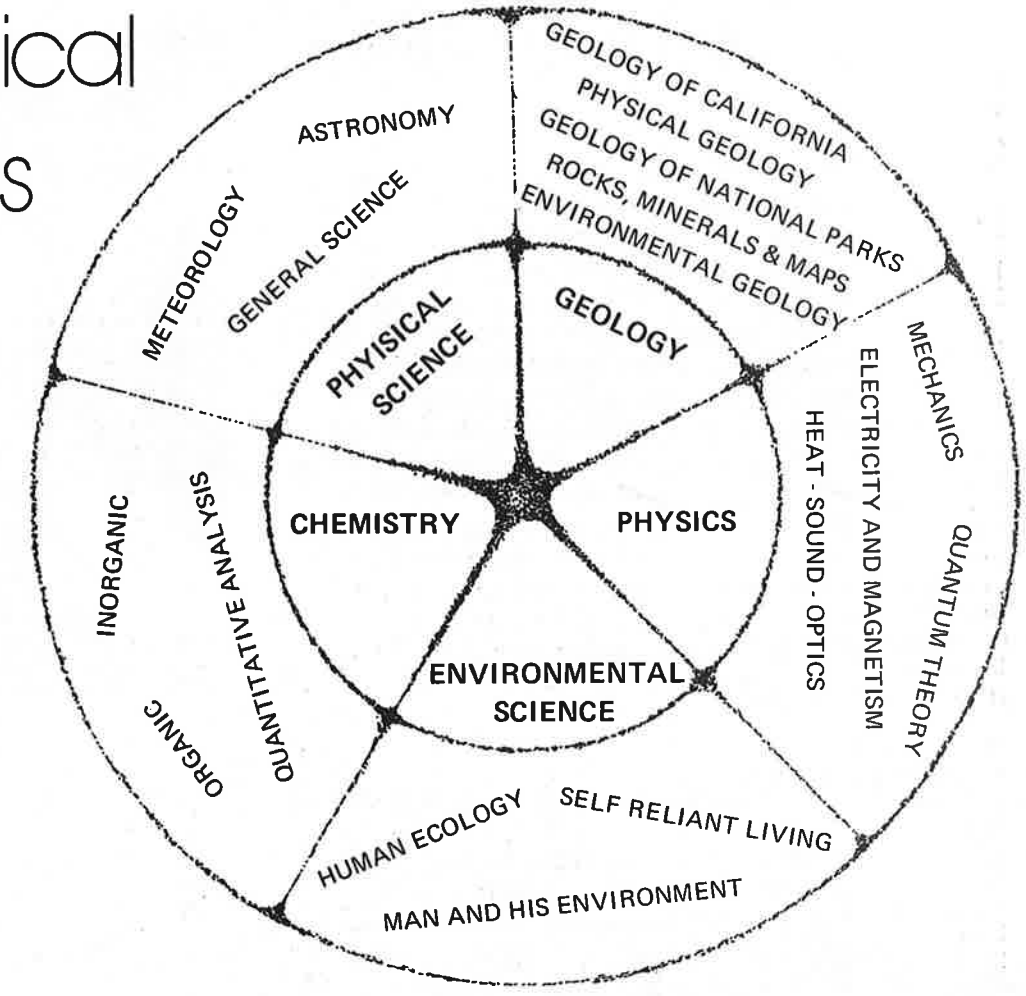 ical
s
ASTRONOMY
METEOROLOGY
GENERAL SCIENCE
PHYISICAL
SCIENCE
GEOLOGY OF CALIFORNIA
PHYSICAL GEOLOGY
GEOLOGY OF NATIONAL PARKS
ROCKS, MINERALS & MAPS
ENVIRONMENTAL GEOLOGY
GEOLOGY
MECHANICS
ELECTRICITY AND MAGNETISM
HEAT - SOUND - OPTICS
QUANTUM THEORY
PHYSICS
CHEMISTRY
INORGANIC
QUANTITATIVE ANALYSIS
ORGANIC
ENVIRONMENTAL
SCIENCE
HUMAN ECOLOGY
SELF RELIANT LIVING
MAN AND HIS ENVIRONMENT